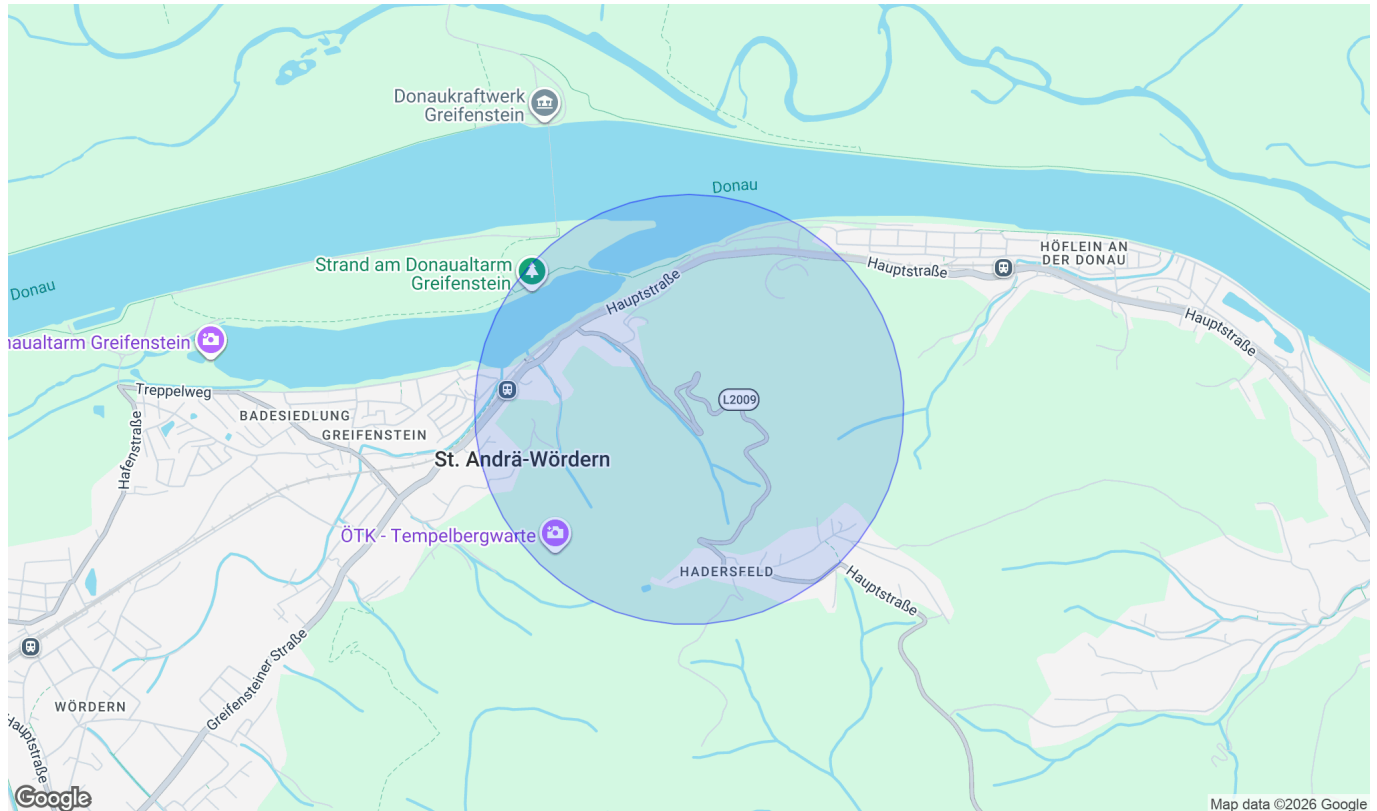 Donaukraftwerk
Greifenstein
Donau
Strand am Donaualtarm
Greifenstein
HÖFLEIN AN
DER DONAU
Hauptstraße
Hauptstraße
Donau
Hauptstraße
naualtarm Greifenstein
Treppelweg
L2009
BADESIEDLUNG
GREIFENSTEIN
Hafenstraße
St. Andrä-Wördern
ÖTK - Tempelbergwarte
HADERSFELD
Hauptstraße
Greifensteiner Straße
WÖRDERN
Hauptstraße
Google
Map data ©2026 Google